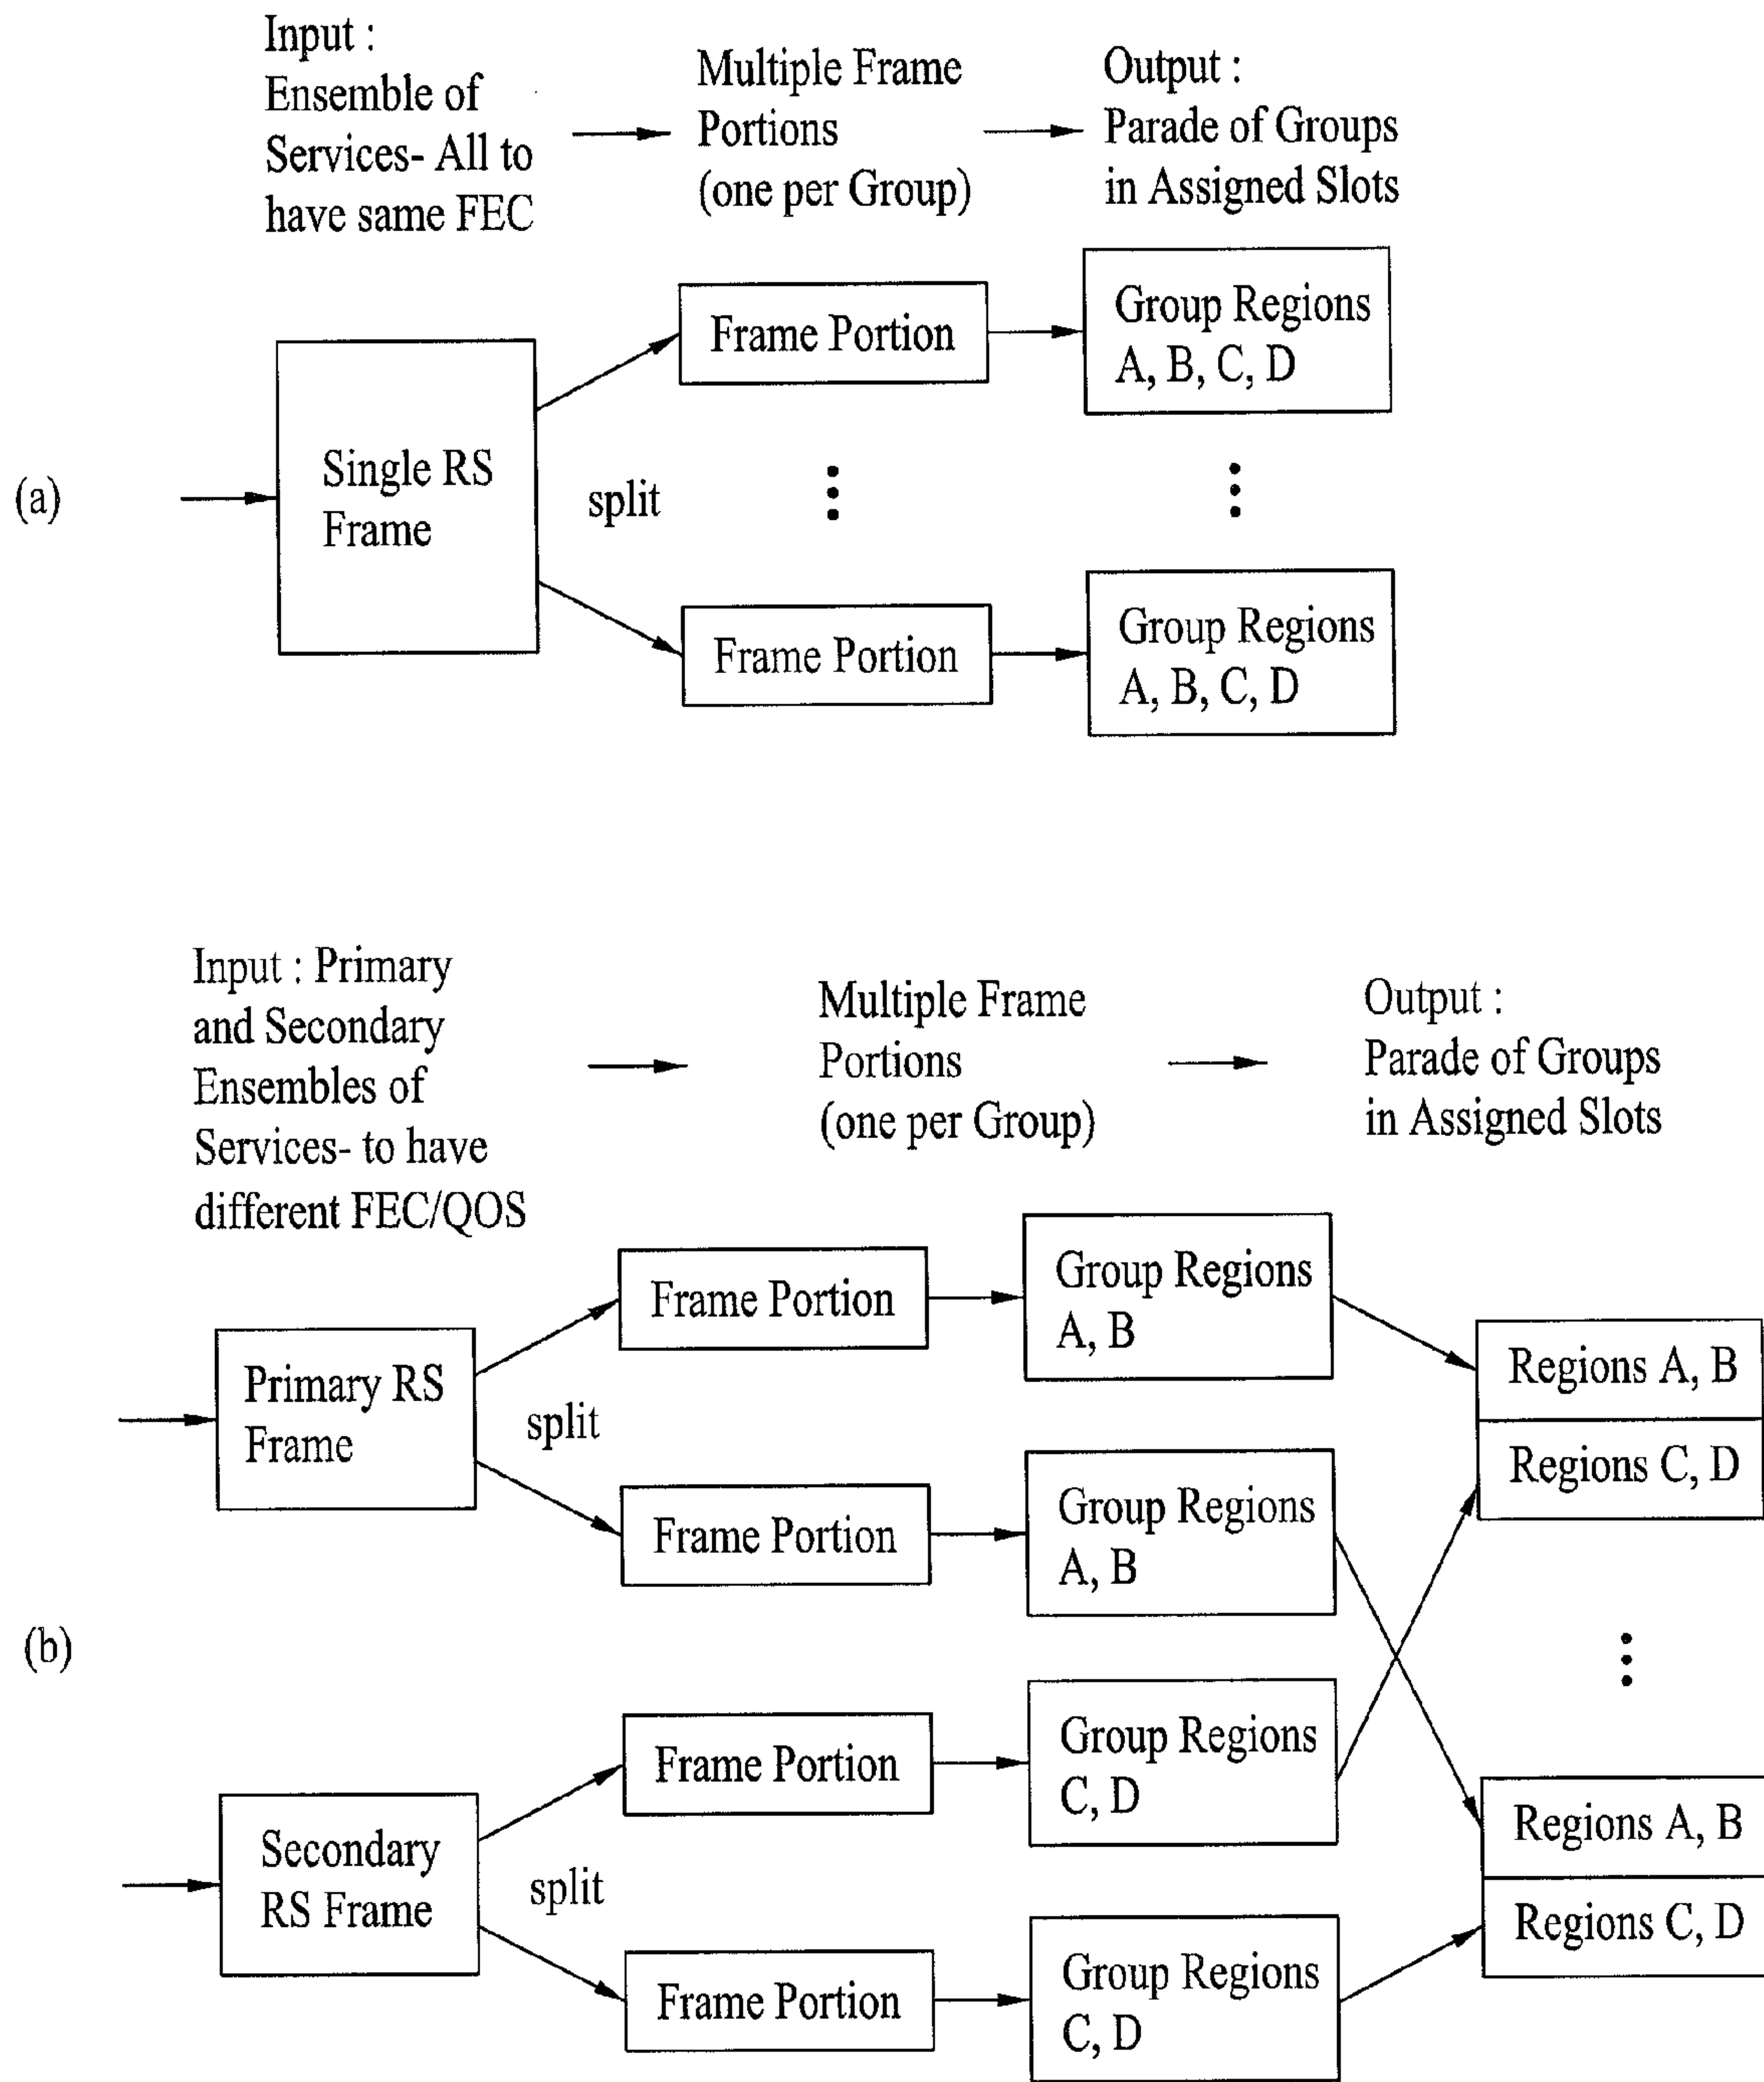 Input :
Ensemble of
Services- All to
have same FEC
Multiple Frame
Portions
(one per Group)
Output :
Parade of Groups
in Assigned Slots
(a)
Single RS
Frame
split
Frame Portion
Group Regions
A, B, C, D
Frame Portion
Group Regions
A, B, C, D
Input : Primary
and Secondary
Ensembles of
Services- to have
different FEC/QOS
Multiple Frame
Portions
(one per Group)
Output :
Parade of Groups
in Assigned Slots
(b)
Primary RS
Frame
split
Frame Portion
Group Regions
A, B
Frame Portion
Group Regions
A, B
Regions A, B
Regions C, D
Secondary
RS Frame
split
Frame Portion
Group Regions
C, D
Frame Portion
Group Regions
C, D
Regions A, B
Regions C, D